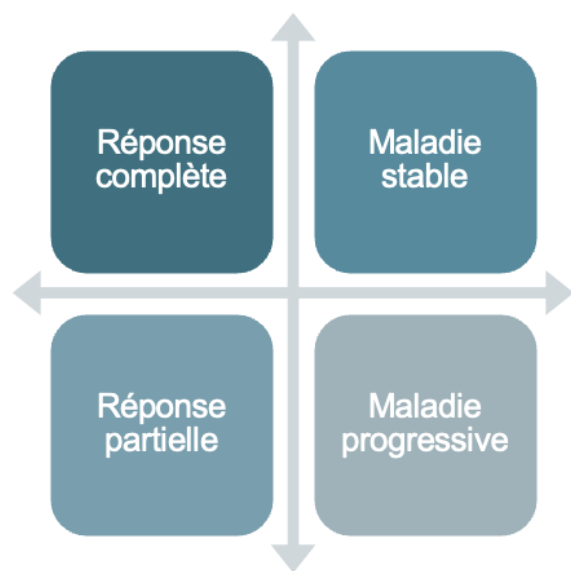 Réponse
complète
Maladie
stable
Réponse
partielle
Maladie
progressive